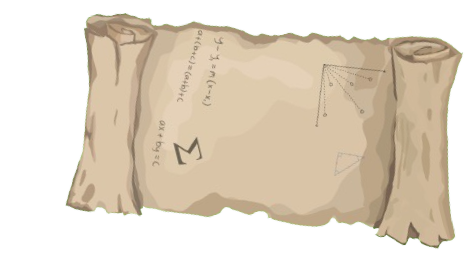 y-y₁=m(x-x₁)
a+(b+c)=(a+b)+c
ax+by=c
Σ